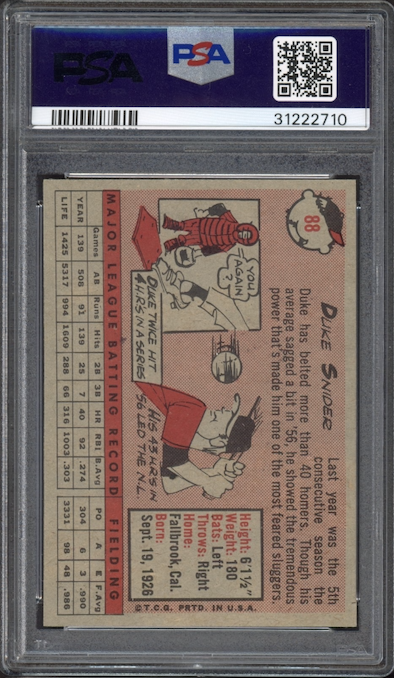 PSA
PSA
31222710
88
DUKE SNIDER
Last year was the 5th
consecutive season the
Duke has belted more than 40 homers. Though his
average sagged a bit in '56, he showed the tremendous
power that's made him one of the most feared sluggers.
YOU
AGAIN
?
DUKE TWICE HIT
4 HRS IN A SERIES
HIS 43 HRS IN
'56 LED THE N.L.
Height: 6'1½"
Weight: 180
Bats: Left
Throws: Right
Home:
Fallbrook, Cal.
Born:
Sept. 19, 1926
©T.C.G. PRTD. IN U.S.A.
MAJOR LEAGUE BATTING RECORD FIELDING
Games AB Runs Hits 2B 3B HR RBI B.Avg PO A E F.Avg
YEAR 139 508 91 139 25 7 40 92 .274 304 6 3 .990
LIFE 1425 5317 994 1609 288 66 316 1003 .303 3331 98 48 .986